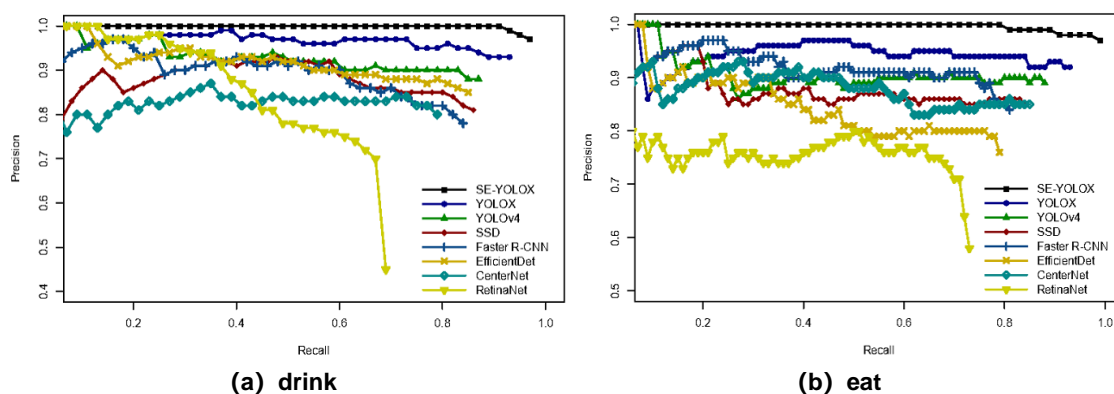 1.0
0.9
0.8
0.7
0.6
0.5
0.4
Precision
SE-YOLOX
YOLOX
YOLOv4
SSD
Faster R-CNN
EfficientDet
CenterNet
RetinaNet
0.2 0.4 0.6 0.8 1.0
Recall
(a) drink
1.0
0.9
0.8
0.7
0.6
0.5
Precision
SE-YOLOX
YOLOX
YOLOv4
SSD
Faster R-CNN
EfficientDet
CenterNet
RetinaNet
0.2 0.4 0.6 0.8 1.0
Recall
(b) eat